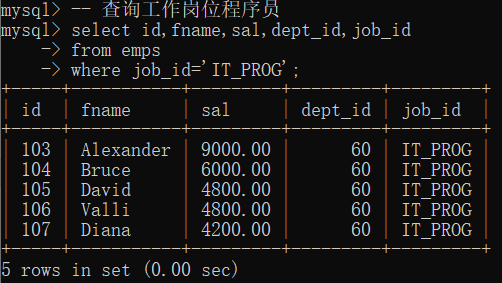 mysql> -- 查询工作岗位程序员
mysql> select id,fname,sal,dept_id,job_id
    -> from emps
    -> where job_id='IT_PROG';
+-----+-----------+---------+---------+---------+
| id  | fname     | sal     | dept_id | job_id  |
+-----+-----------+---------+---------+---------+
| 103 | Alexander | 9000.00 |      60 | IT_PROG |
| 104 | Bruce     | 6000.00 |      60 | IT_PROG |
| 105 | David     | 4800.00 |      60 | IT_PROG |
| 106 | Valli     | 4800.00 |      60 | IT_PROG |
| 107 | Diana     | 4200.00 |      60 | IT_PROG |
+-----+-----------+---------+---------+---------+
5 rows in set (0.00 sec)